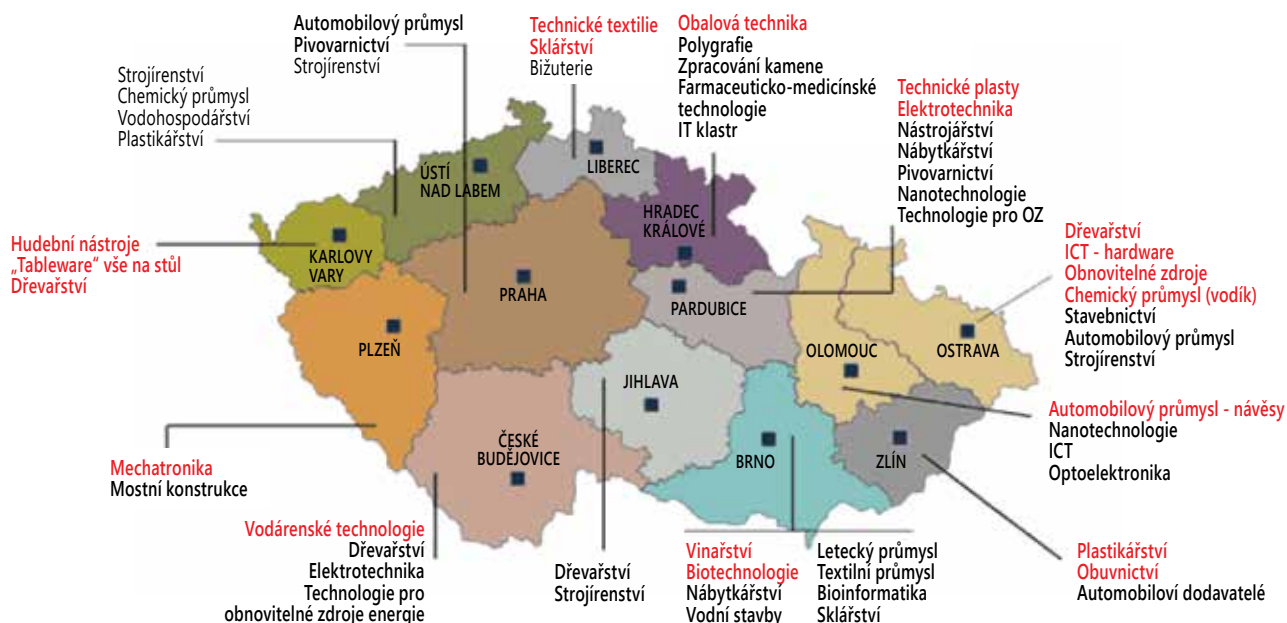 Automobilový průmysl
Pivovarnictví
Strojírenství
Technické textilie
Sklářství
Bižuterie
Obalová technika
Polygrafie
Zpracování kamene
Farmaceuticko-medicínské
technologie
IT klastr
Strojírenství
Chemický průmysl
Vodohospodářství
Plastikářství
Technické plasty
Elektrotechnika
Nástrojářství
Nábytkářství
Pivovarnictví
Nanotechnologie
Technologie pro OZ
ÚSTÍ
NAD LABEM
LIBEREC
HRADEC
KRÁLOVÉ
KARLOVY
VARY
PRAHA
PARDUBICE
PLZEŇ
JIHLAVA
OLOMOUC
OSTRAVA
ČESKÉ
BUDĚJOVICE
BRNO
ZLÍN
Hudební nástroje
„Tableware“ vše na stůl
Dřevařství
Dřevařství
ICT - hardware
Obnovitelné zdroje
Chemický průmysl (vodík)
Stavebnictví
Automobilový průmysl
Strojírenství
Automobilový průmysl - návěsy
Nanotechnologie
ICT
Optoelektronika
Mechatronika
Mostní konstrukce
Vodárenské technologie
Dřevařství
Elektrotechnika
Technologie pro
obnovitelné zdroje energie
Dřevařství
Strojírenství
Vinařství
Biotechnologie
Nábytkářství
Vodní stavby
Letecký průmysl
Textilní průmysl
Bioinformatika
Sklářství
Plastikářství
Obuvnictví
Automobiloví dodavatelé